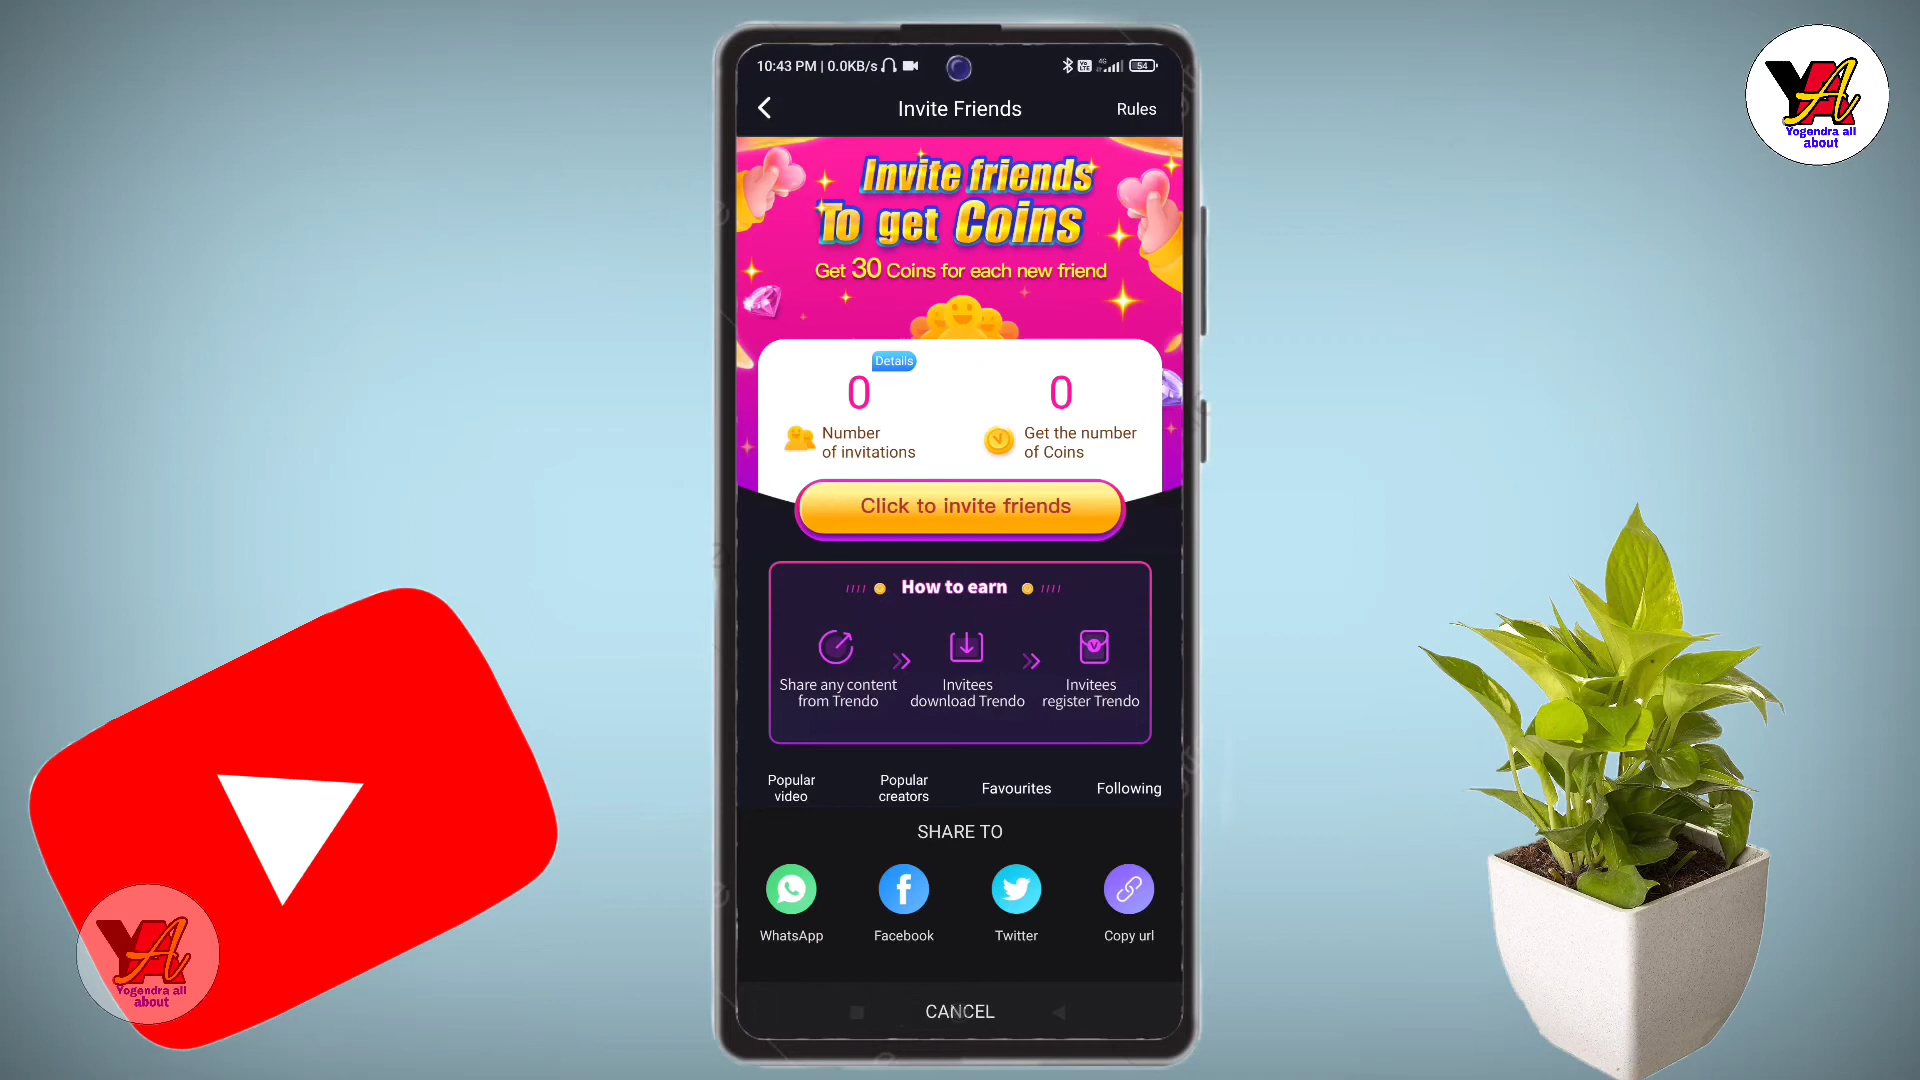 10:43 PM | 0.0KB/s
54
Invite Friends
Rules
Invite friends
To get Coins
Get 30 Coins for each new friend
Details
0
0
Number
of invitations
Get the number
of Coins
Click to invite friends
How to earn
Share any content
from Trendo
Invitees
download Trendo
Invitees
register Trendo
Popular
video
Popular
creators
Favourites
Following
SHARE TO
WhatsApp
Facebook
Twitter
Copy url
CANCEL
YA
Yogendra all
about
YA
Yogendra all
about